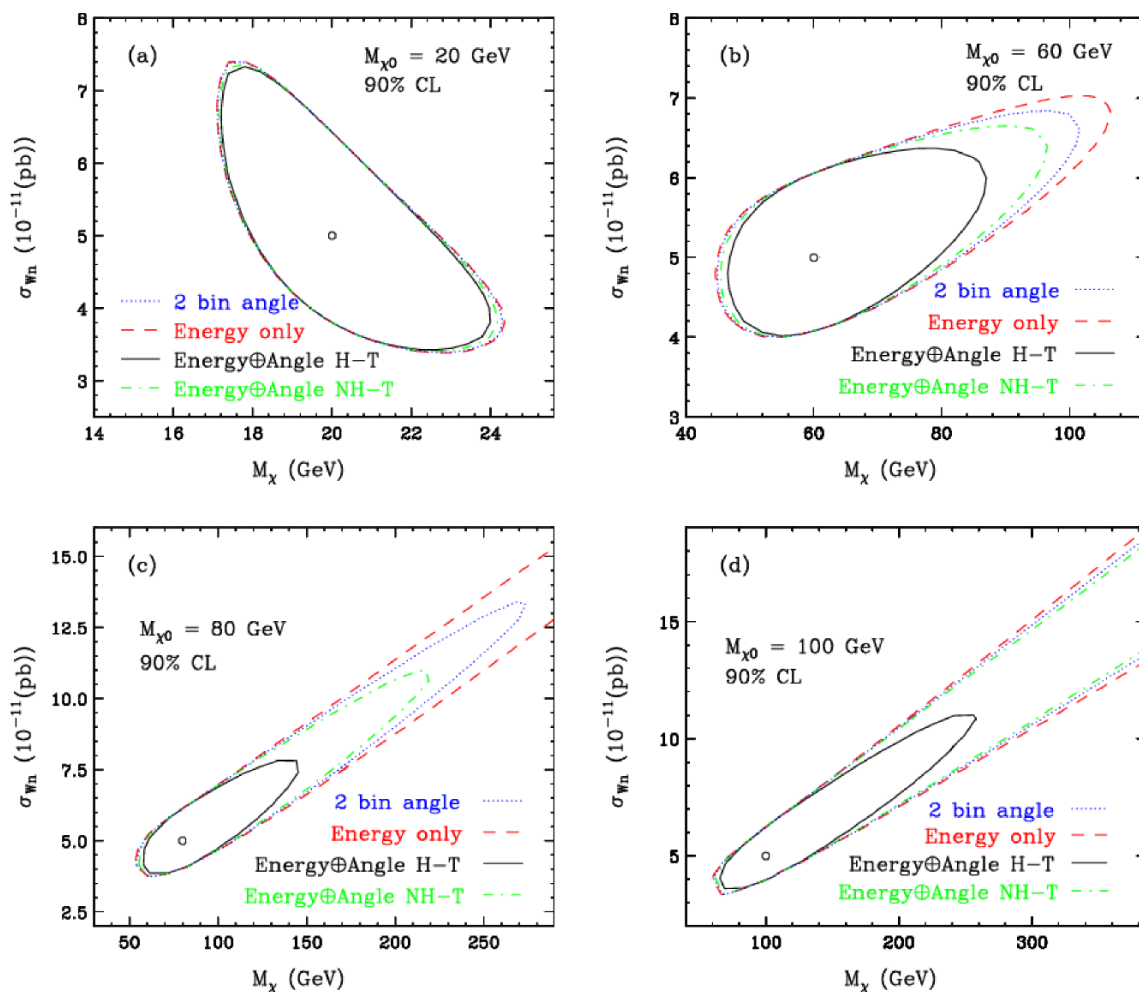 (a)
M_χ0 = 20 GeV
90% CL
2 bin angle
Energy only
Energy⊕Angle H−T
Energy⊕Angle NH−T
8
7
6
5
4
3
σ_Wn (10^−11(pb))
14 16 18 20 22 24
M_χ (GeV)
(b)
M_χ0 = 60 GeV
90% CL
2 bin angle
Energy only
Energy⊕Angle H−T
Energy⊕Angle NH−T
8
7
6
5
4
3
σ_Wn (10^−11(pb))
40 60 80 100
M_χ (GeV)
(c)
M_χ0 = 80 GeV
90% CL
2 bin angle
Energy only
Energy⊕Angle H−T
Energy⊕Angle NH−T
15.0
12.5
10.0
7.5
5.0
2.5
σ_Wn (10^−11(pb))
50 100 150 200 250
M_χ (GeV)
(d)
M_χ0 = 100 GeV
90% CL
2 bin angle
Energy only
Energy⊕Angle H−T
Energy⊕Angle NH−T
15
10
5
σ_Wn (10^−11(pb))
100 200 300
M_χ (GeV)